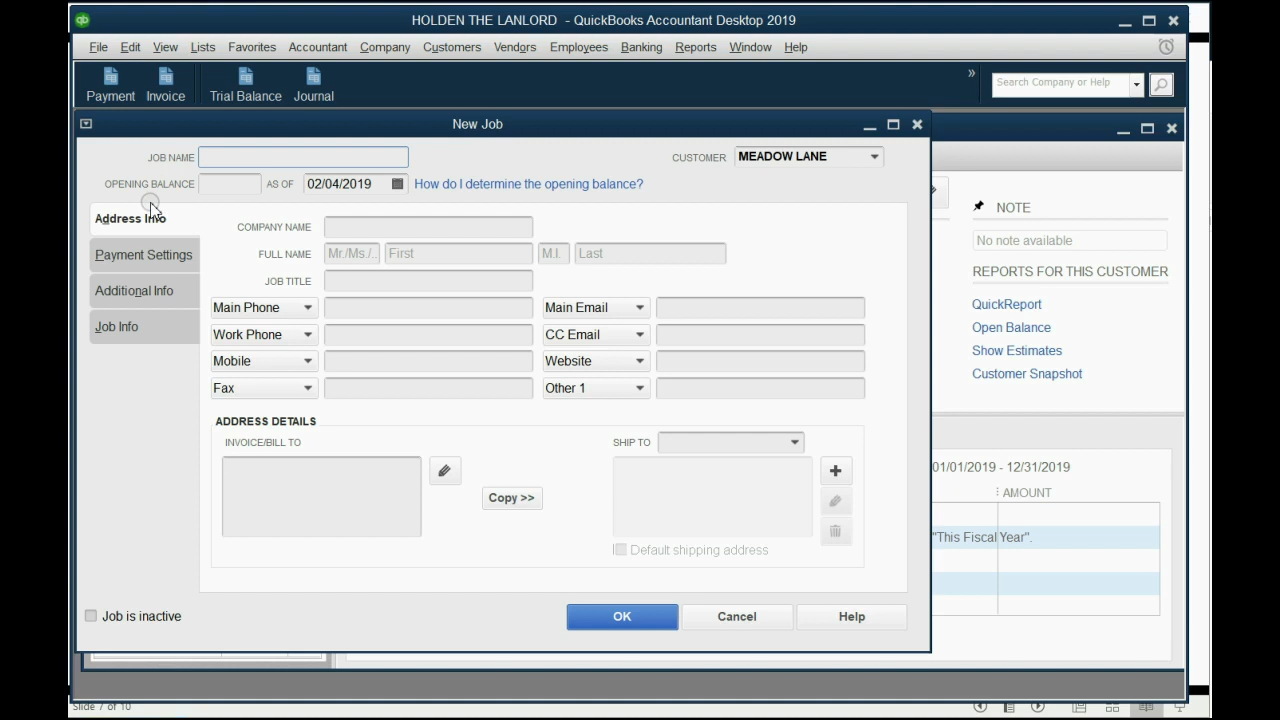 HOLDEN THE LANLORD - QuickBooks Accountant Desktop 2019
File Edit View Lists Favorites Accountant Company Customers Vendors Employees Banking Reports Window Help
Payment Invoice Trial Balance Journal » Search Company or Help
New Job
JOB NAME CUSTOMER MEADOW LANE
OPENING BALANCE AS OF 02/04/2019 How do I determine the opening balance?
Address Info
Payment Settings
Additional Info
Job Info
COMPANY NAME
FULL NAME Mr./Ms./.. First M.I. Last
JOB TITLE
Main Phone Main Email
Work Phone CC Email
Mobile Website
Fax Other 1
ADDRESS DETAILS
INVOICE/BILL TO SHIP TO
Copy >>
Default shipping address
Job is inactive OK Cancel Help
NOTE
No note available
REPORTS FOR THIS CUSTOMER
QuickReport
Open Balance
Show Estimates
Customer Snapshot
01/01/2019 - 12/31/2019
AMOUNT
"This Fiscal Year".
Slide 7 of 10